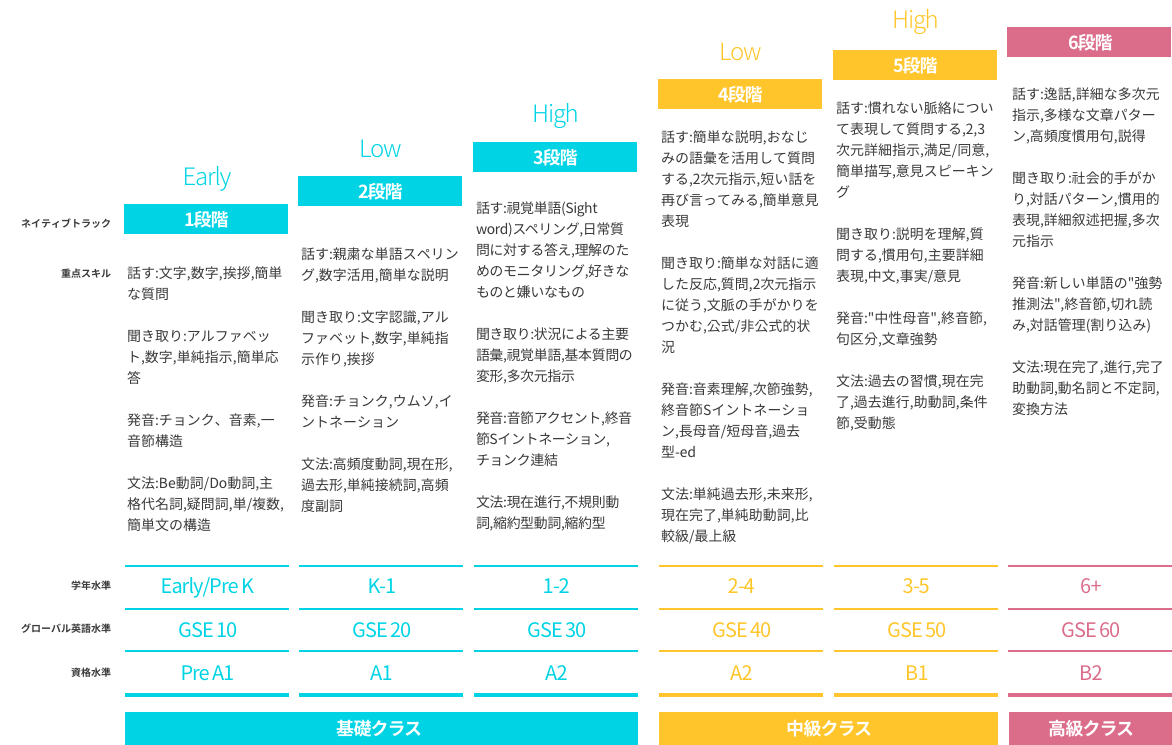 ネイティブトラック
重点スキル
Early
1段階
話す:文字,数字,挨拶,簡単
な質問
聞き取り:アルファベッ
ト,数字,単純指示,簡単応
答
発音:チョンク、音素,一
音節構造
文法:Be動詞/Do動詞,主
格代名詞,疑問詞,単/複数,
簡単文の構造
Low
2段階
話す:親粛な単語スペリン
グ,数字活用,簡単な説明
聞き取り:文字認識,アル
ファベット,数字,単純指
示作り,挨拶
発音:チョンク,ウムソ,イ
ントネーション
文法:高頻度動詞,現在形,
過去形,単純接続詞,高頻
度副詞
High
3段階
話す:視覚単語(Sight
word)スペリング,日常質
問に対する答え,理解のた
めのモニタリング,好きな
ものと嫌いなもの
聞き取り:状況による主要
語彙,視覚単語,基本質問の
変形,多次元指示
発音:音節アクセント,終音
節Sイントネーション,
チョンク連結
文法:現在進行,不規則動
詞,縮約型動詞,縮約型
Low
4段階
話す:簡単な説明,おなじ
みの語彙を活用して質問
する,2次元指示,短い話を
再び言ってみる,簡単意見
表現
聞き取り:簡単な対話に適
した反応,質問,2次元指示
に従う,文脈の手がかりを
つかむ,公式/非公式的状
況
発音:音素理解,次節強勢,
終音節Sイントネーショ
ン,長母音/短母音,過去
型-ed
文法:単純過去形,未来形,
現在完了,単純助動詞,比
較級/最上級
High
5段階
話す:慣れない脈絡につい
て表現して質問する,2,3
次元詳細指示,満足/同意,
簡単描写,意見スピーキン
グ
聞き取り:説明を理解,質
問する,慣用句,主要詳細
表現,中文,事実/意見
発音:"中性母音",終音節,
句区分,文章強勢
文法:過去の習慣,現在完
了,過去進行,助動詞,条件
節,受動態
6段階
話す:逸話,詳細な多次元
指示,多様な文章パター
ン,高頻度慣用句,説得
聞き取り:社会的手がか
り,対話パターン,慣用的
表現,詳細叙述把握,多次
元指示
発音:新しい単語の"強勢
推測法",終音節,切れ読
み,対話管理(割り込み)
文法:現在完了,進行,完了
助動詞,動名詞と不定詞,
変換方法
学年水準 Early/Pre K K-1 1-2 2-4 3-5 6+
グローバル英語水準 GSE 10 GSE 20 GSE 30 GSE 40 GSE 50 GSE 60
資格水準 Pre A1 A1 A2 A2 B1 B2
基礎クラス 中級クラス 高級クラス